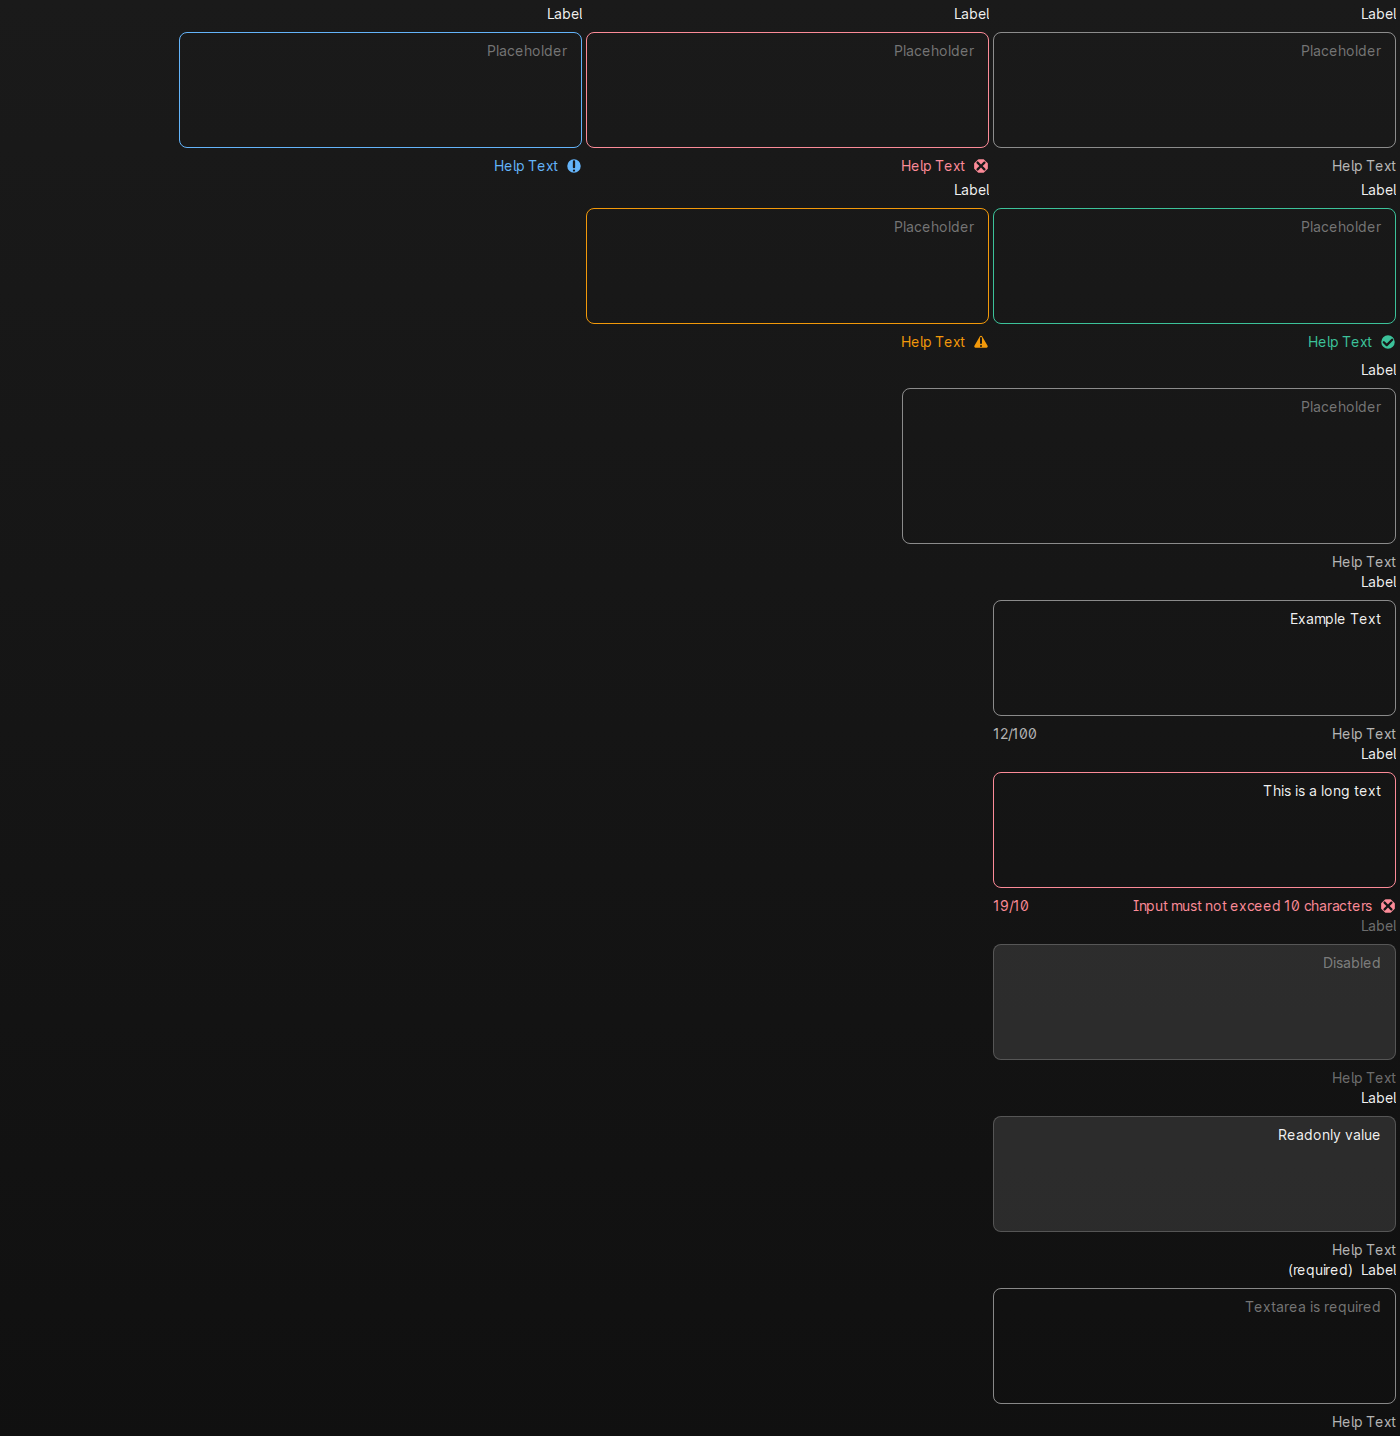 Label
Placeholder
Help Text
Label
Placeholder
Help Text
Label
Placeholder
Help Text
Label
Placeholder
Help Text
Label
Placeholder
Help Text
Label
Placeholder
Help Text
Label
Example Text
Help Text 12/100
Label
This is a long text
Input must not exceed 10 characters 19/10
Label
Disabled
Help Text
Label
Readonly value
Help Text
Label (required)
Textarea is required
Help Text